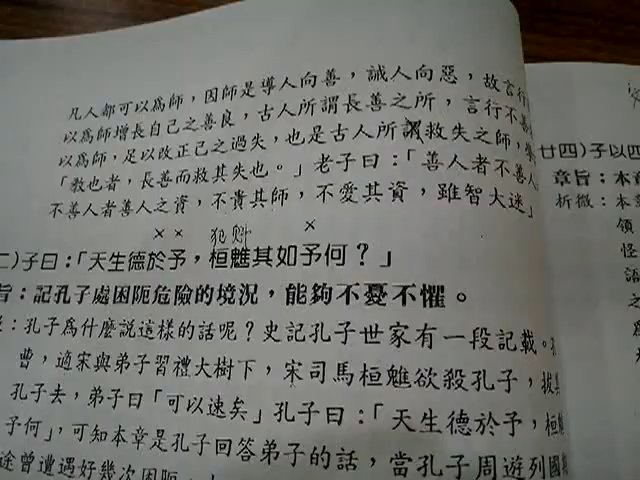 凡人都可以為師，因師是導人向善，誡人向惡，故言行
以為師增長自己之善良，古人所謂長善之所，言行不善
以為師，足以改正己之過失，也是古人所謂救失之師，
「教也者，長善而救其失也。」老子曰：「善人者不善人
不善人者善人之資，不貴其師，不愛其資，雖智大迷」
×× 犯 ×
二)子曰：「天生德於予，桓魋其如予何？」
旨：記孔子處困阨危險的境況，能夠不憂不懼。
：孔子為什麼說這樣的話呢？史記孔子世家有一段記載。孔
曹，適宋與弟子習禮大樹下，宋司馬桓魋欲殺孔子，拔其
孔子去，弟子曰「可以速矣」孔子曰：「天生德於予，桓魋
予何」，可知本章是孔子回答弟子的話，當孔子周遊列國
途曾遭遇好幾次困阨
廿四)子以四
章旨：本章
析微：本
領
怪
語
之